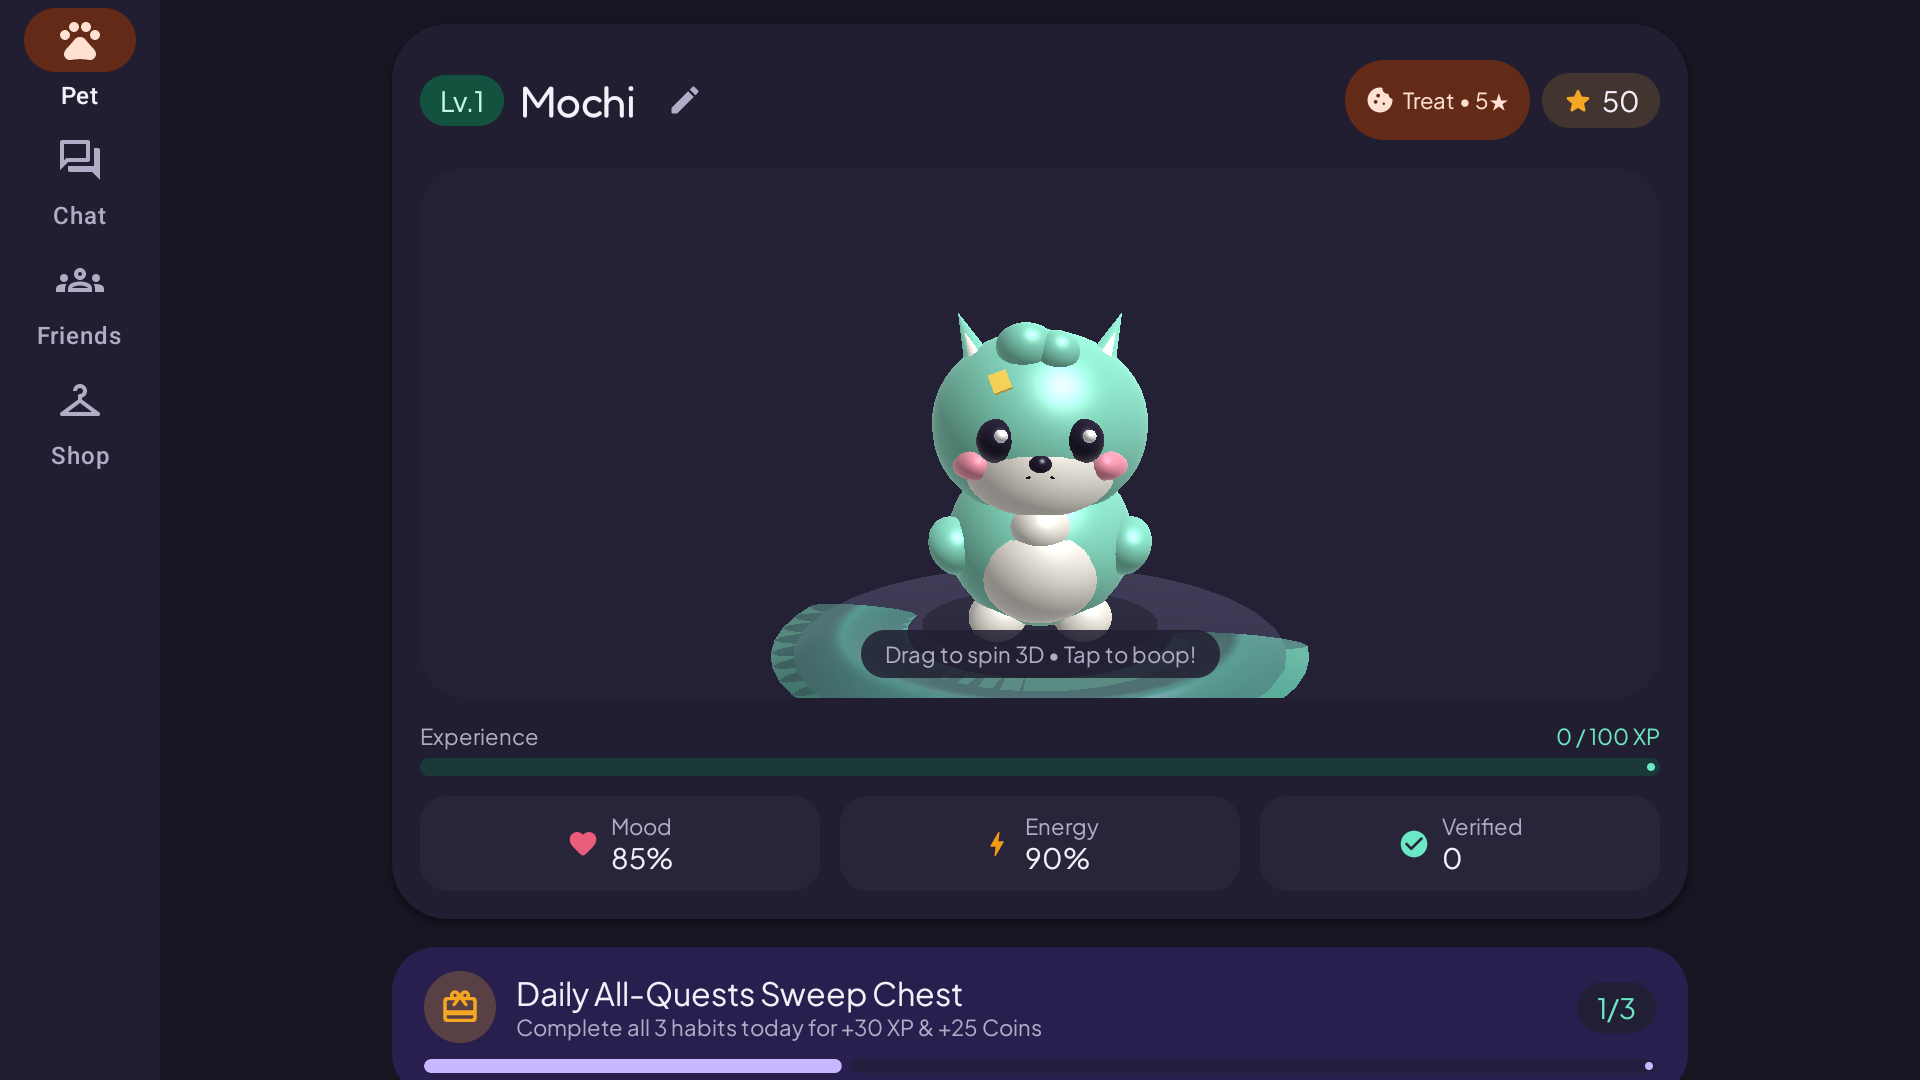 Pet
Chat
Friends
Shop
Lv.1 Mochi
Treat • 5★
50
Drag to spin 3D • Tap to boop!
Experience
0 / 100 XP
Mood
85%
Energy
90%
Verified
0
Daily All-Quests Sweep Chest
Complete all 3 habits today for +30 XP & +25 Coins
1/3